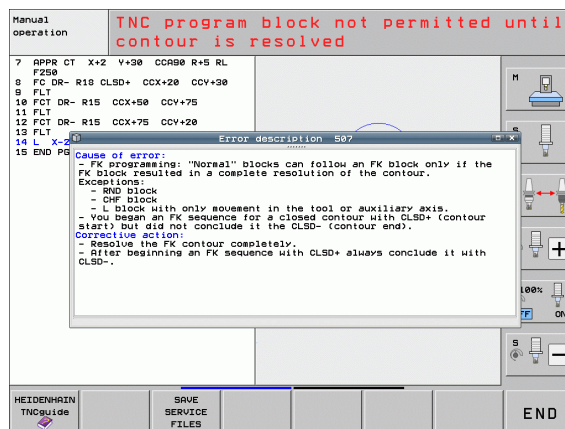 Manual
operation
TNC program block not permitted until
contour is resolved
7 APPR CT X+2 Y+30 CCA90 R+5 RL
F250
8 FC DR- R18 CLSD+ CCX+20 CCY+30
9 FLT
10 FCT DR- R15 CCX+50 CCY+75
11 FLT
12 FCT DR- R15 CCX+75 CCY+20
13 FLT
14 L X-2
15 END PG
Error description 507
Cause of error:
- FK programming: "Normal" blocks can follow an FK block only if the
FK block resulted in a complete resolution of the contour.
Exceptions:
- RND block
- CHF block
- L block with only movement in the tool or auxiliary axis.
- You began an FK sequence for a closed contour with CLSD+ (contour
start) but did not conclude it the CLSD- (contour end).
Corrective action:
- Resolve the FK contour completely.
- After beginning an FK sequence with CLSD+ always conclude it with
CLSD-.
M
S
100%
FF ON
S
HEIDENHAIN
TNCguide
SAVE
SERVICE
FILES
END